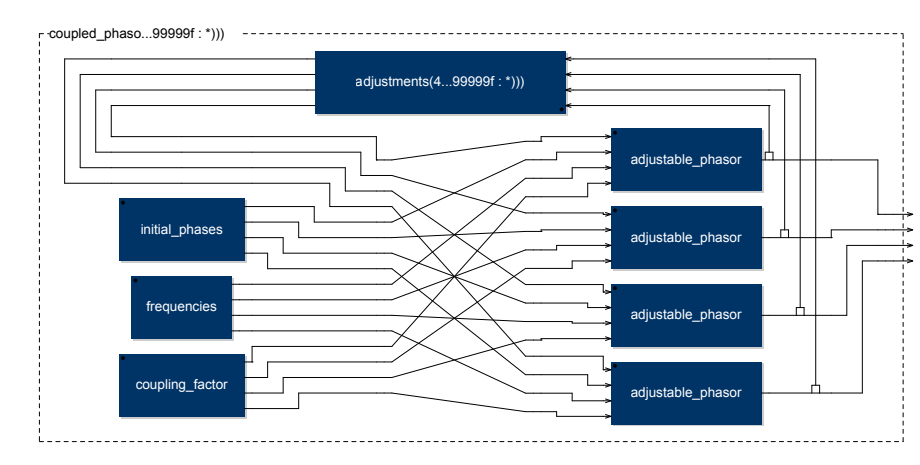 coupled_phaso...99999f : *)))
adjustments(4...99999f : *)))
adjustable_phasor
initial_phases
adjustable_phasor
frequencies
adjustable_phasor
coupling_factor
adjustable_phasor